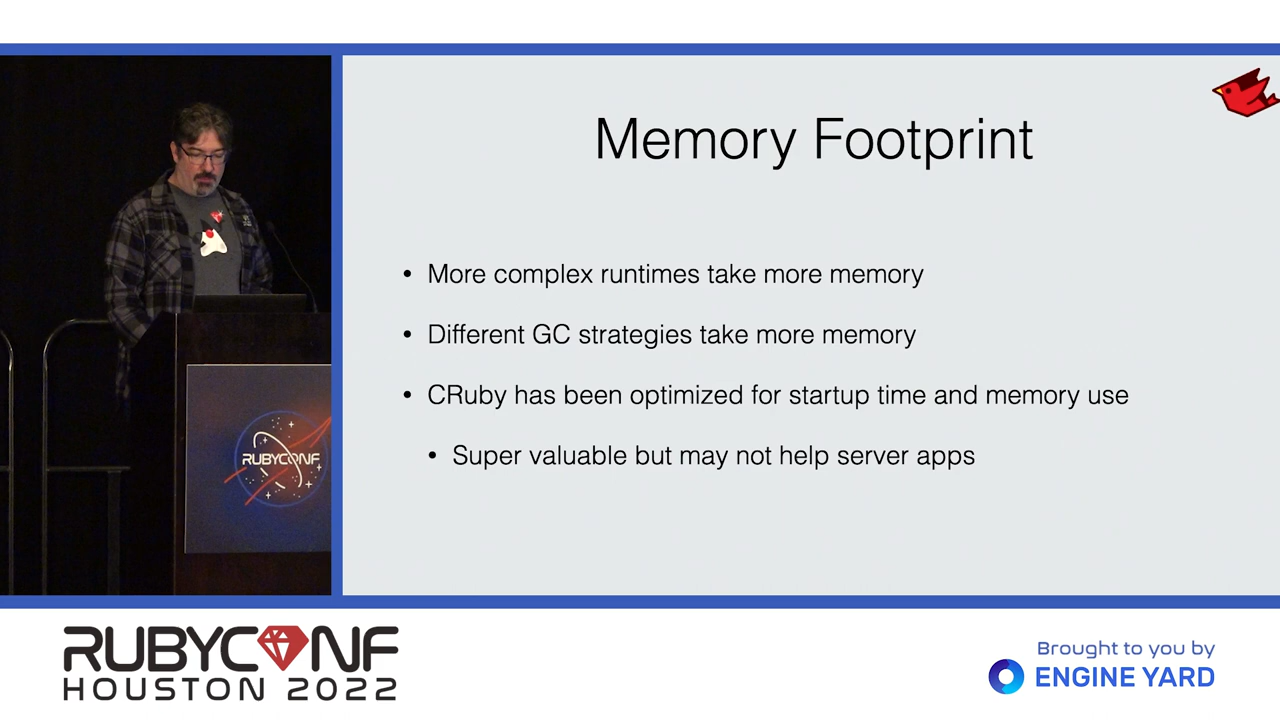 Memory Footprint
• More complex runtimes take more memory
• Different GC strategies take more memory
• CRuby has been optimized for startup time and memory use
• Super valuable but may not help server apps
RUBYCONF
RUBYCONF
HOUSTON 2022
Brought to you by
ENGINE YARD